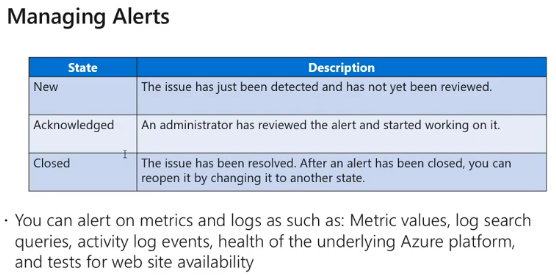 Managing Alerts
State Description
New The issue has just been detected and has not yet been reviewed.
Acknowledged An administrator has reviewed the alert and started working on it.
Closed The issue has been resolved. After an alert has been closed, you can
reopen it by changing it to another state.
· You can alert on metrics and logs as such as: Metric values, log search
queries, activity log events, health of the underlying Azure platform,
and tests for web site availability